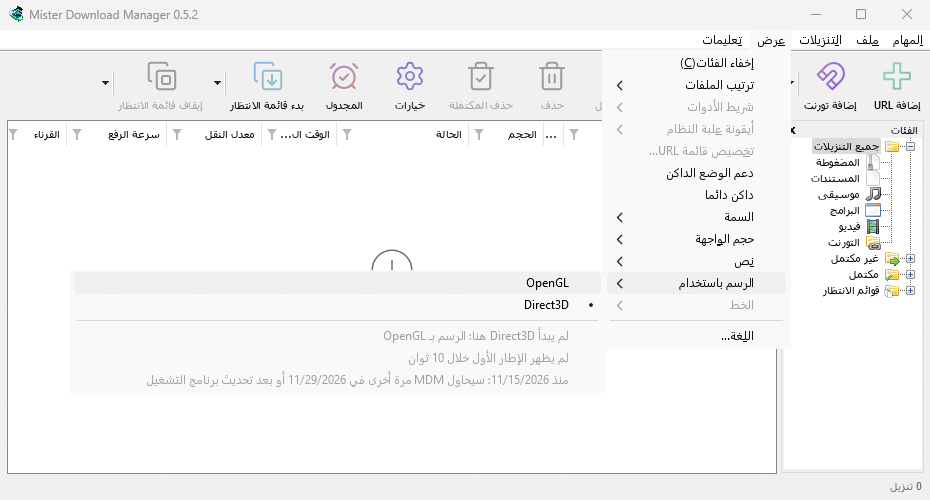 Mister Download Manager 0.5.2
المهام
ملف
التنزيلات
عرض
تعليمات
إضافة URL
إضافة تورنت
حذف
حذف المكتملة
خيارات
المجدول
بدء قائمة الانتظار
إيقاف قائمة الانتظار
إخفاء الفئات(C)
ترتيب الملفات
شريط الأدوات
أيقونة علبة النظام
تخصيص قائمة URL...
دعم الوضع الداكن
داكن دائما
السمة
حجم الواجهة
نص
الرسم باستخدام
الخط
اللغة...
OpenGL
Direct3D
لم يبدأ Direct3D هنا: الرسم بـ OpenGL
لم يظهر الإطار الأول خلال 10 ثوان
منذ 11/15/2026: سيحاول MDM مرة أخرى في 11/29/2026 أو بعد تحديث برنامج التشغيل
...
الحجم
الحالة
الوقت ال...
معدل النقل
سرعة الرفع
القرناء
الفئات
جميع التنزيلات
المضغوطة
المستندات
موسيقى
البرامج
فيديو
التورنت
غير مكتمل
مكتمل
قوائم الانتظار
0 تنزيل